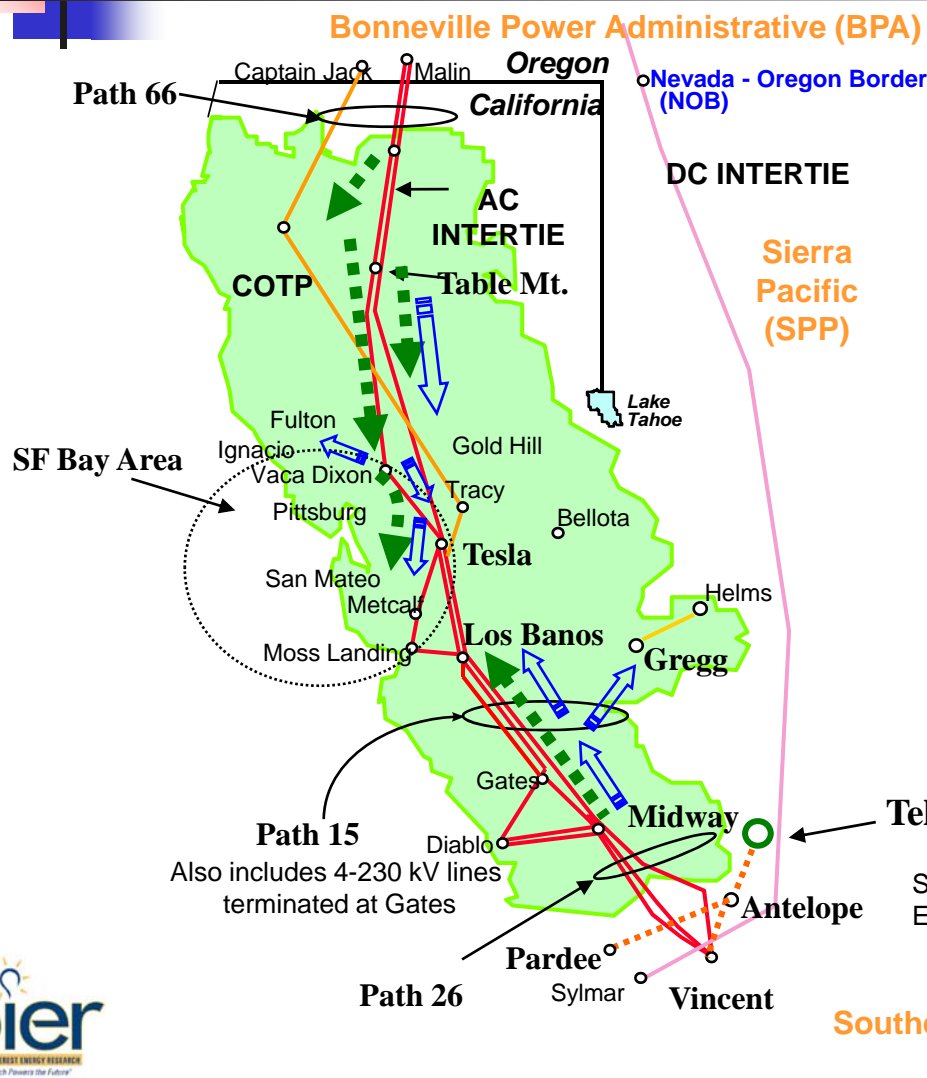 Bonneville Power Administrative (BPA)
Captain Jack
Malin
Oregon
California
Nevada - Oregon Border
(NOB)
Path 66
DC INTERTIE
AC
INTERTIE
COTP
Table Mt.
Sierra
Pacific
(SPP)
Lake
Tahoe
Fulton
Ignacio
Gold Hill
SF Bay Area
Vaca Dixon
Tracy
Pittsburg
Bellota
Tesla
San Mateo
Metcalf
Helms
Los Banos
Moss Landing
Gregg
Gates
Midway
Path 15
Diablo
Also includes 4-230 kV lines
terminated at Gates
Antelope
Pardee
Path 26
Sylmar
Vincent